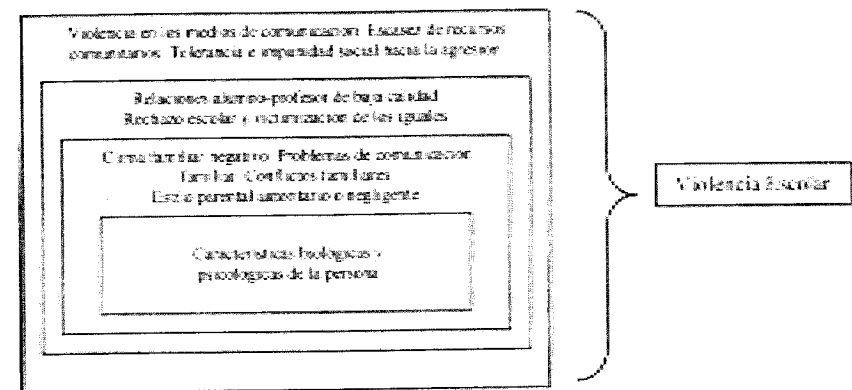 Violencia en los medios de comunicación. Escasez de recursos
comunitarios. Tolerancia e impunidad social hacia la agresión
Relaciones alumno-profesor de baja calidad
Rechazo escolar y victimización de los iguales
Clima familiar negativo. Problemas de comunicación
familiar. Conflictos familiares
Estilo parental autoritario o negligente
Características biológicas y
psicológicas de la persona
Violencia Escolar